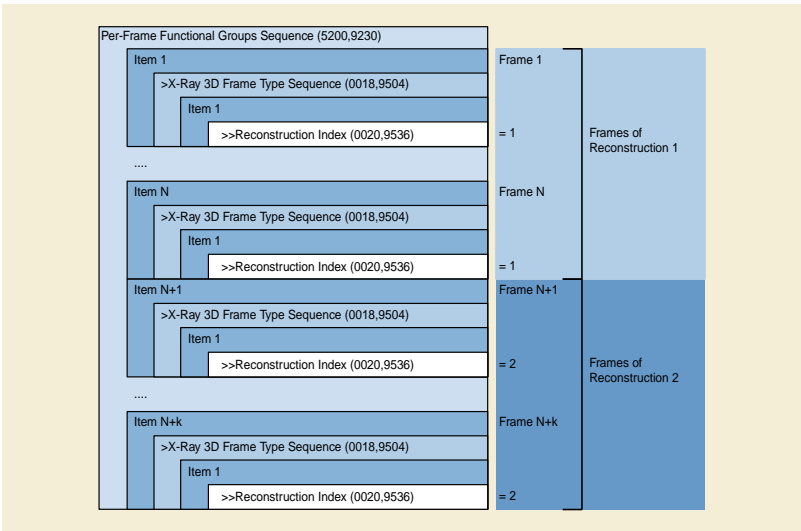 Per-Frame Functional Groups Sequence (5200,9230)
Item 1
Frame 1
>X-Ray 3D Frame Type Sequence (0018,9504)
Item 1
>>Reconstruction Index (0020,9536)
= 1
Frames of
Reconstruction 1
....
Item N
Frame N
>X-Ray 3D Frame Type Sequence (0018,9504)
Item 1
>>Reconstruction Index (0020,9536)
= 1
Item N+1
Frame N+1
>X-Ray 3D Frame Type Sequence (0018,9504)
Item 1
>>Reconstruction Index (0020,9536)
= 2
Frames of
Reconstruction 2
....
Item N+k
Frame N+k
>X-Ray 3D Frame Type Sequence (0018,9504)
Item 1
>>Reconstruction Index (0020,9536)
= 2